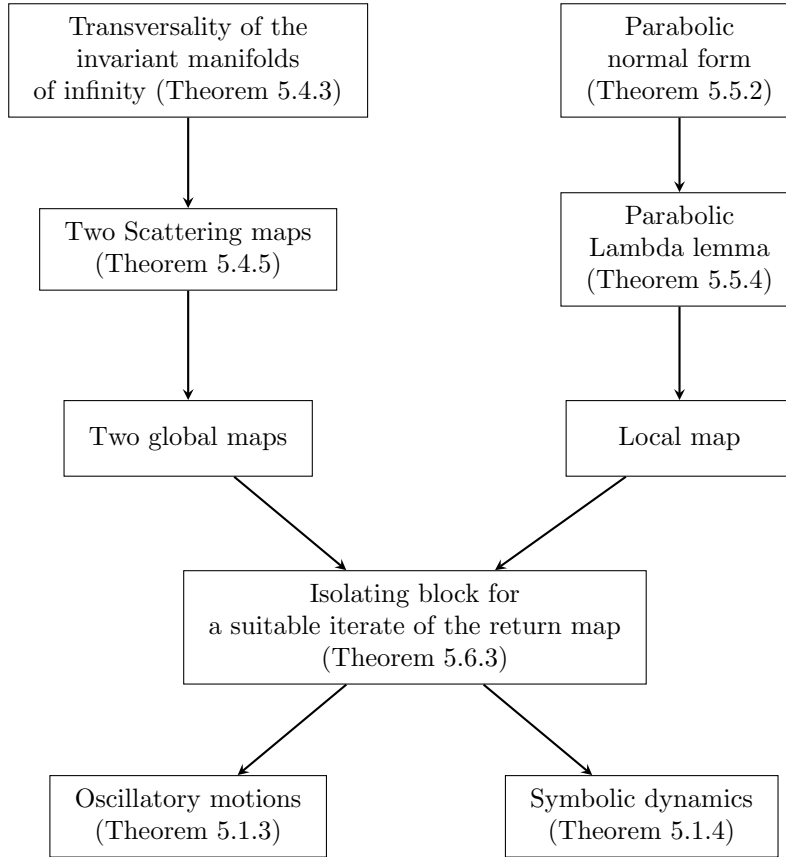 Transversality of the
invariant manifolds
of infinity (Theorem 5.4.3)
Parabolic
normal form
(Theorem 5.5.2)
Two Scattering maps
(Theorem 5.4.5)
Parabolic
Lambda lemma
(Theorem 5.5.4)
Two global maps
Local map
Isolating block for
a suitable iterate of the return map
(Theorem 5.6.3)
Oscillatory motions
(Theorem 5.1.3)
Symbolic dynamics
(Theorem 5.1.4)